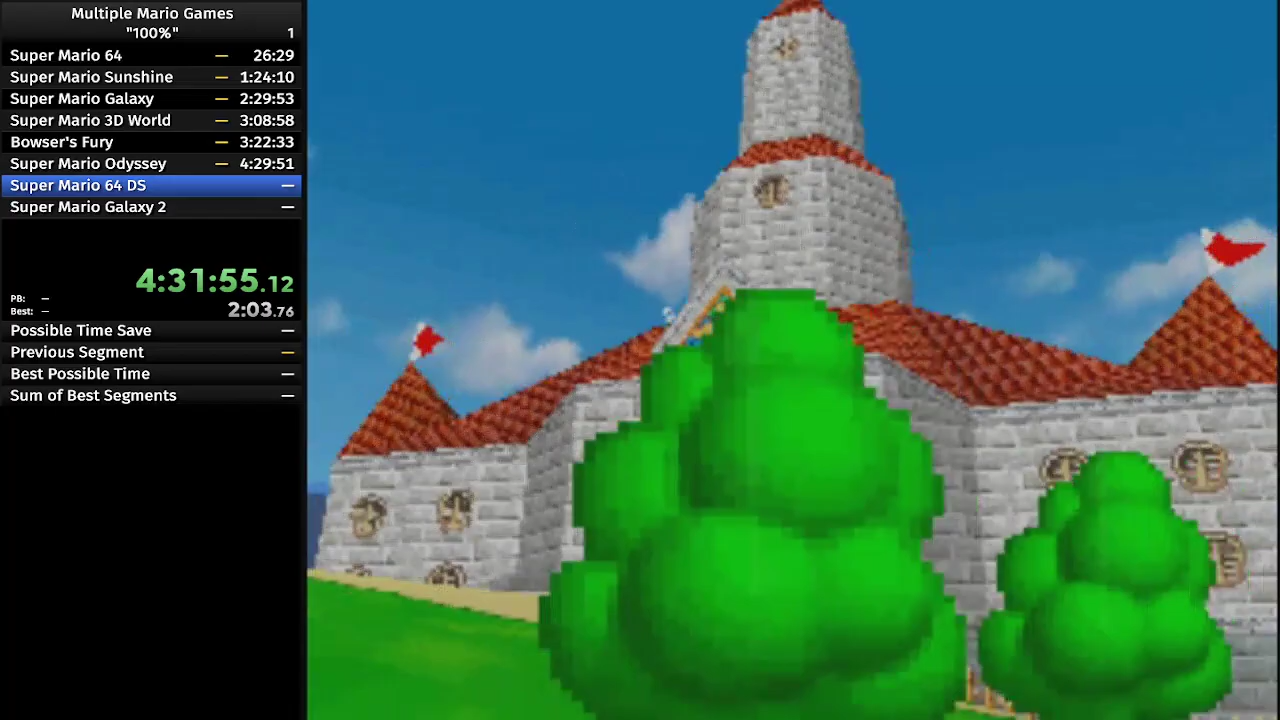 Multiple Mario Games
"100%" 1
Super Mario 64 — 26:29
Super Mario Sunshine — 1:24:10
Super Mario Galaxy — 2:29:53
Super Mario 3D World — 3:08:58
Bowser's Fury — 3:22:33
Super Mario Odyssey — 4:29:51
Super Mario 64 DS —
Super Mario Galaxy 2 —
4:31:55.12
PB: —
Best: — 2:03.76
Possible Time Save —
Previous Segment —
Best Possible Time —
Sum of Best Segments —